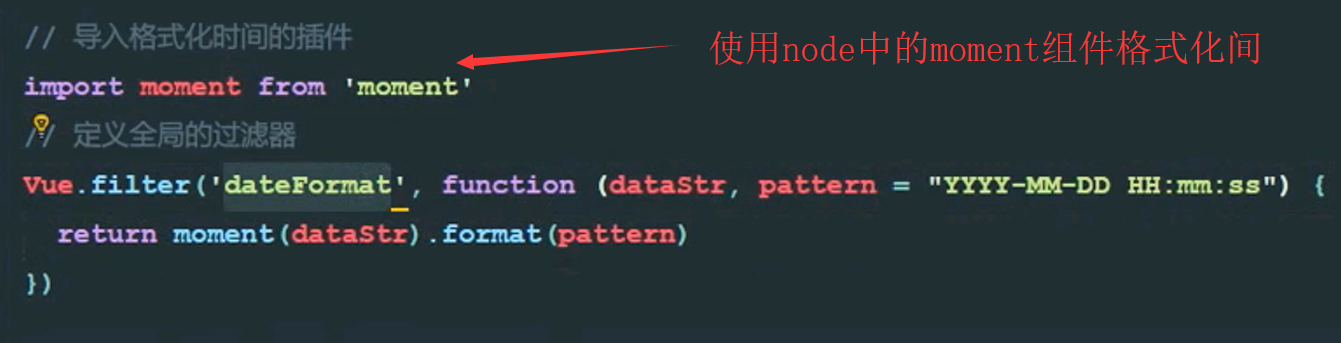 // 导入格式化时间的插件
使用node中的moment组件格式化间
import moment from 'moment'
// 定义全局的过滤器
Vue.filter('dateFormat', function (dataStr, pattern = "YYYY-MM-DD HH:mm:ss") {
return moment(dataStr).format(pattern)
})